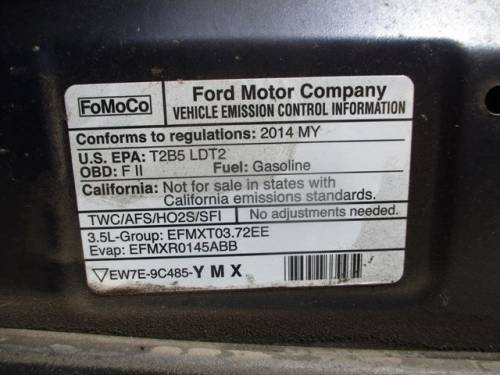 FoMoCo
Ford Motor Company
VEHICLE EMISSION CONTROL INFORMATION
Conforms to regulations: 2014 MY
U.S. EPA: T2B5 LDT2
OBD: F II Fuel: Gasoline
California: Not for sale in states with
California emissions standards.
TWC/AFS/HO2S/SFI No adjustments needed.
3.5L-Group: EFMXT03.72EE
Evap: EFMXR0145ABB
EW7E-9C485-Y M X